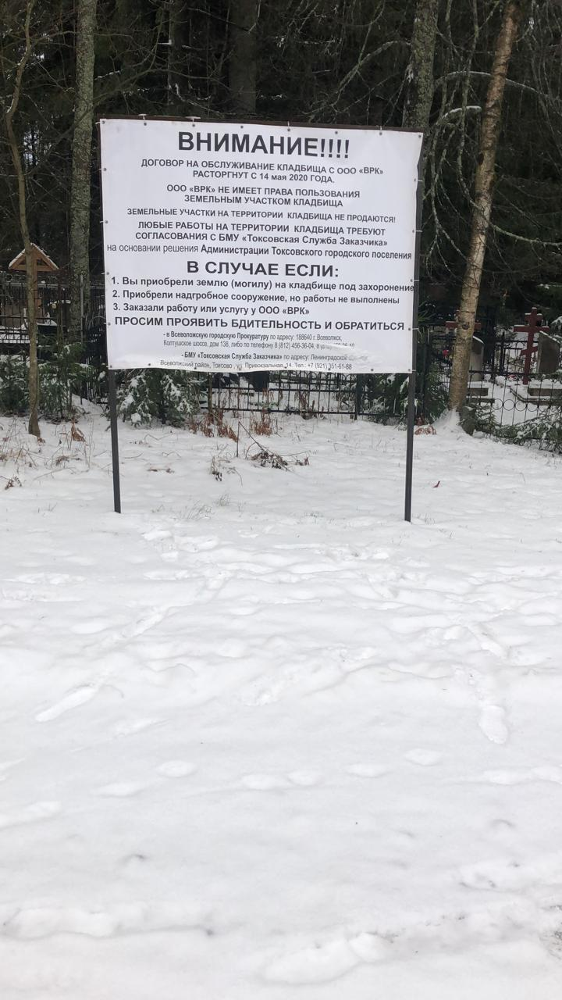 ВНИМАНИЕ!!!!
ДОГОВОР НА ОБСЛУЖИВАНИЕ КЛАДБИЩА С ООО «ВРК»
РАСТОРГНУТ С 14 мая 2020 ГОДА.
ООО «ВРК» НЕ ИМЕЕТ ПРАВА ПОЛЬЗОВАНИЯ
ЗЕМЕЛЬНЫМ УЧАСТКОМ КЛАДБИЩА
ЗЕМЕЛЬНЫЕ УЧАСТКИ НА ТЕРРИТОРИИ КЛАДБИЩА НЕ ПРОДАЮТСЯ!
ЛЮБЫЕ РАБОТЫ НА ТЕРРИТОРИИ КЛАДБИЩА ТРЕБУЮТ
СОГЛАСОВАНИЯ С БМУ «Токсовская Служба Заказчика»
на основании решения Администрации Токсовского городского поселения
В СЛУЧАЕ ЕСЛИ:
1. Вы приобрели землю (могилу) на кладбище под захоронение
2. Приобрели надгробное сооружение, но работы не выполнены
3. Заказали работу или услугу у ООО «ВРК»
ПРОСИМ ПРОЯВИТЬ БДИТЕЛЬНОСТЬ И ОБРАТИТЬСЯ
- в Всеволожскую городскую Прокуратуру по адресу: 188640 г. Всеволжск,
Колтушское шоссе, дом 138, либо по телефону 8 (812) 456-36-04,
- БМУ «Токсовская Служба Заказчика» по адресу: Ленинградской
Всеволжский район, Токсово, ул. Привокзальная, 14. Тел.: +7 (921) 351-61-88